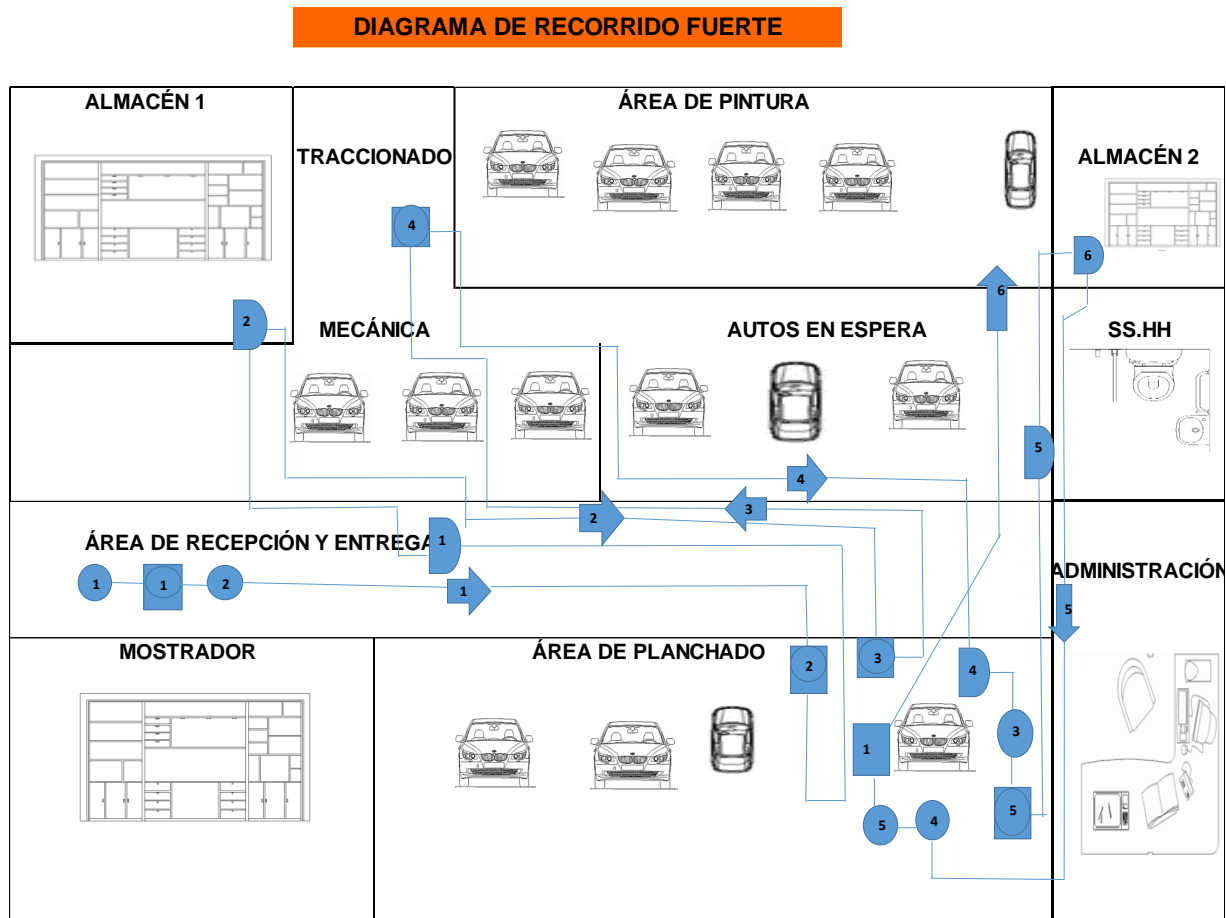 DIAGRAMA DE RECORRIDO FUERTE
ALMACÉN 1
ÁREA DE PINTURA
TRACCIONADO
ALMACÉN 2
4
6
6
2
MECÁNICA
AUTOS EN ESPERA
SS.HH
5
4
3
2
1
ÁREA DE RECEPCIÓN Y ENTREGA
1
1
2
1
ADMINISTRACIÓN
5
MOSTRADOR
ÁREA DE PLANCHADO
2
3
4
3
1
5
4
5